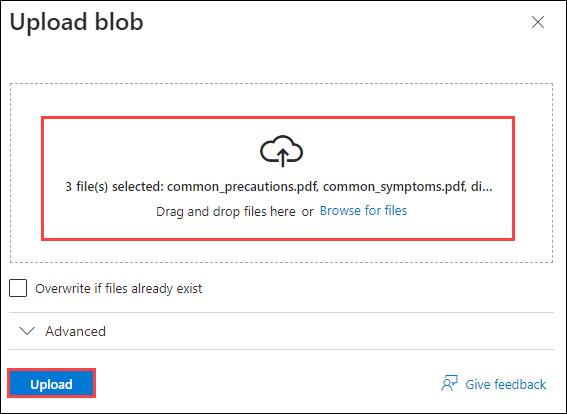 Upload blob
3 file(s) selected: common_precautions.pdf, common_symptoms.pdf, di...
Drag and drop files here or Browse for files
Overwrite if files already exist
Advanced
Upload
Give feedback